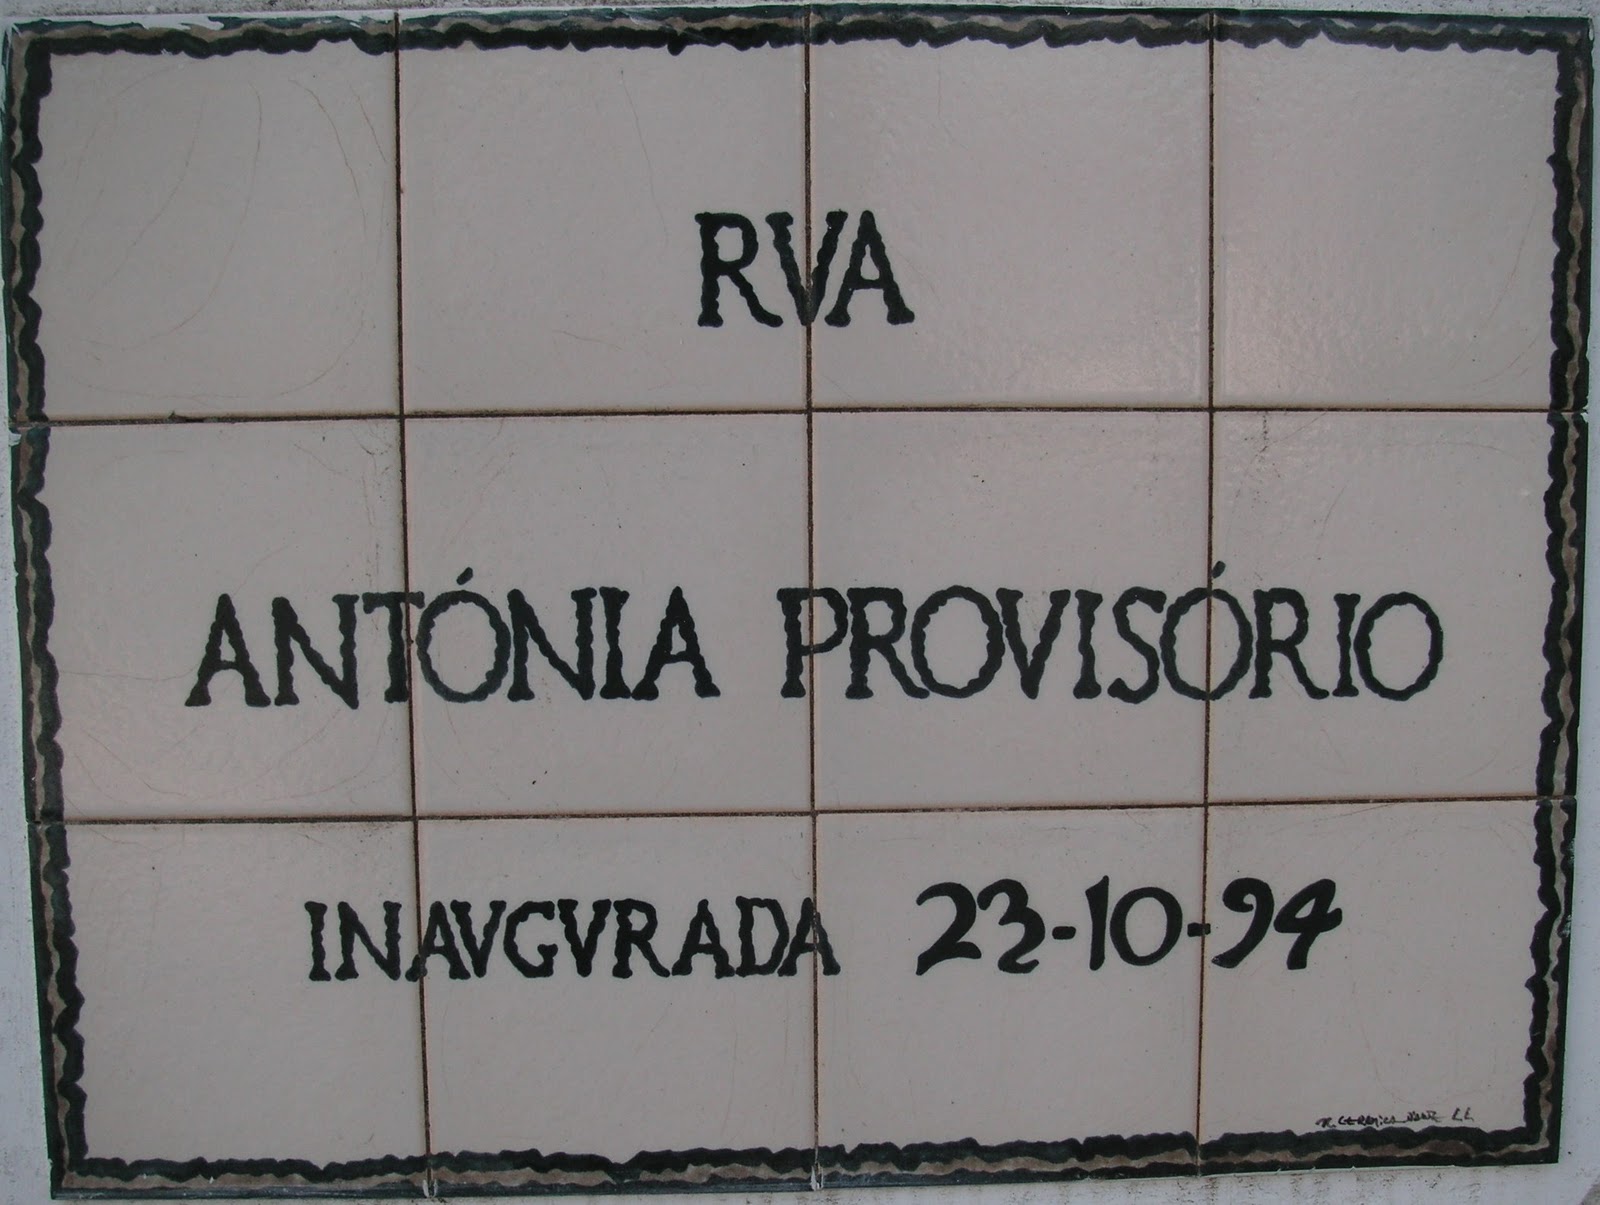 RVA
ANTÓNIA PROVISÓRIO
INAVGVRADA 23-10-94